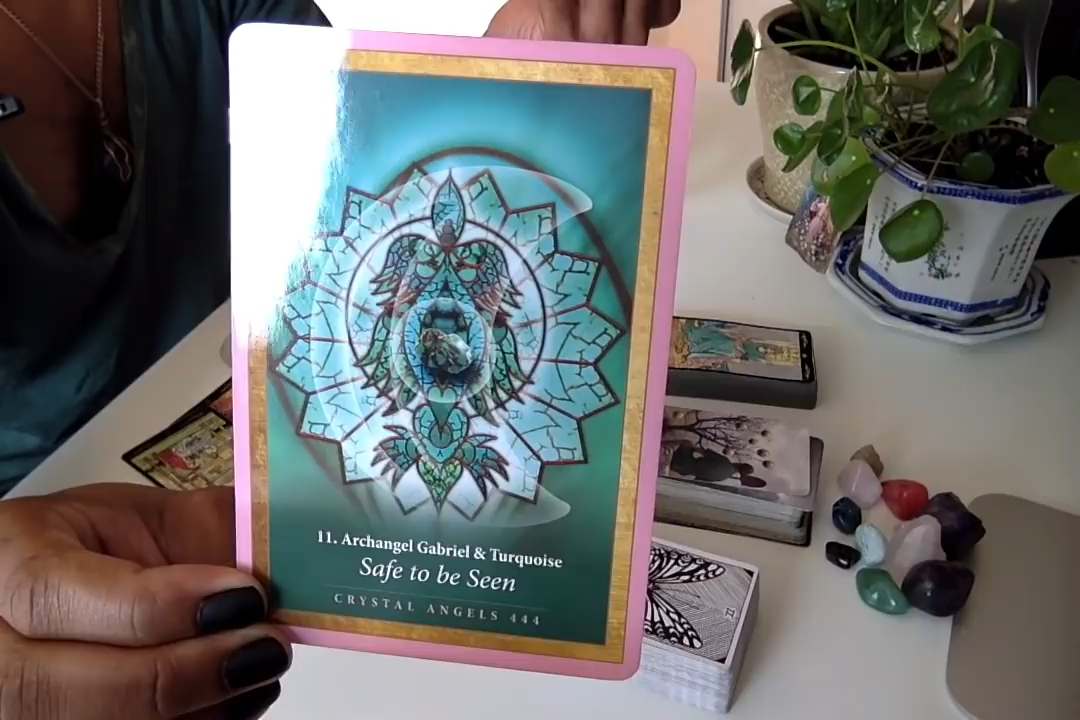 11. Archangel Gabriel & Turquoise
Safe to be Seen
CRYSTAL ANGELS 444